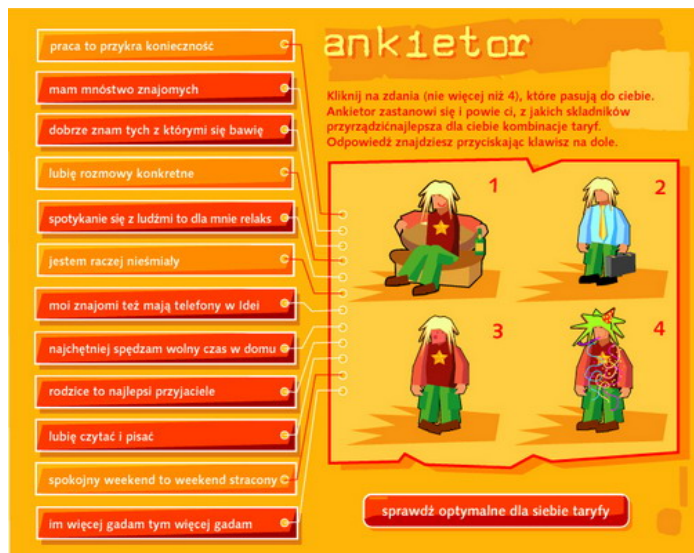 ankietor
praca to przykra konieczność
mam mnóstwo znajomych
dobrze znam tych z którymi się bawię
lubię rozmowy konkretne
spotykanie się z ludźmi to dla mnie relaks
jestem raczej nieśmiały
moi znajomi też mają telefony w Idei
najchętniej spędzam wolny czas w domu
rodzice to najlepsi przyjaciele
lubię czytać i pisać
spokojny weekend to weekend stracony
im więcej gadam tym więcej gadam
Kliknij na zdania (nie więcej niż 4), które pasują do ciebie.
Ankietor zastanowi się i powie ci, z jakich składników
przyrządzićnajlepsza dla ciebie kombinacje taryf.
Odpowiedź znajdziesz przyciskając klawisz na dole.
1
2
3
4
sprawdź optymalne dla siebie taryfy